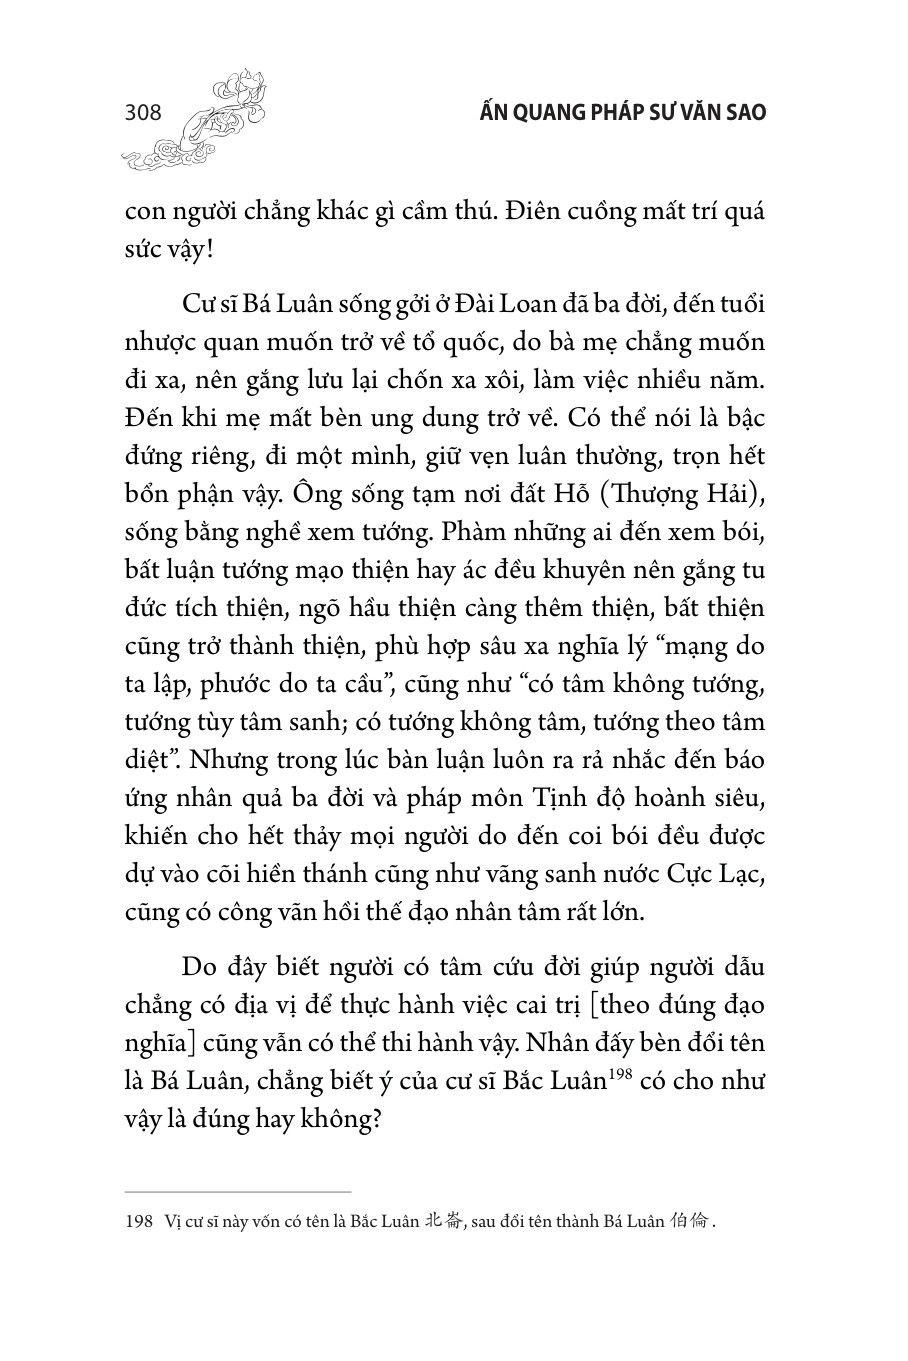 308
ẤN QUANG PHÁP SƯ VĂN SAO
con người chẳng khác gì cầm thú. Điên cuồng mất trí quá
sức vậy!
Cư sĩ Bá Luân sống gởi ở Đài Loan đã ba đời, đến tuổi
nhược quan muốn trở về tổ quốc, do bà mẹ chẳng muốn
đi xa, nên gắng lưu lại chốn xa xôi, làm việc nhiều năm.
Đến khi mẹ mất bèn ung dung trở về. Có thể nói là bậc
đứng riêng, đi một mình, giữ vẹn luân thường, trọn hết
bổn phận vậy. Ông sống tạm nơi đất Hỗ (Thượng Hải),
sống bằng nghề xem tướng. Phàm những ai đến xem bói,
bất luận tướng mạo thiện hay ác đều khuyên nên gắng tu
đức tích thiện, ngõ hầu thiện càng thêm thiện, bất thiện
cũng trở thành thiện, phù hợp sâu xa nghĩa lý “mạng do
ta lập, phước do ta cầu”, cũng như “có tâm không tướng,
tướng tùy tâm sanh; có tướng không tâm, tướng theo tâm
diệt”. Nhưng trong lúc bàn luận luôn ra rả nhắc đến báo
ứng nhân quả ba đời và pháp môn Tịnh độ hoành siêu,
khiến cho hết thảy mọi người do đến coi bói đều được
dự vào cõi hiền thánh cũng như vãng sanh nước Cực Lạc,
cũng có công vãn hồi thế đạo nhân tâm rất lớn.
Do đây biết người có tâm cứu đời giúp người dẫu
chẳng có địa vị để thực hành việc cai trị [theo đúng đạo
nghĩa] cũng vẫn có thể thi hành vậy. Nhân đấy bèn đổi tên
là Bá Luân, chẳng biết ý của cư sĩ Bắc Luân198 có cho như
vậy là đúng hay không?
198 Vị cư sĩ này vốn có tên là Bắc Luân 北崙, sau đổi tên thành Bá Luân 伯倫.